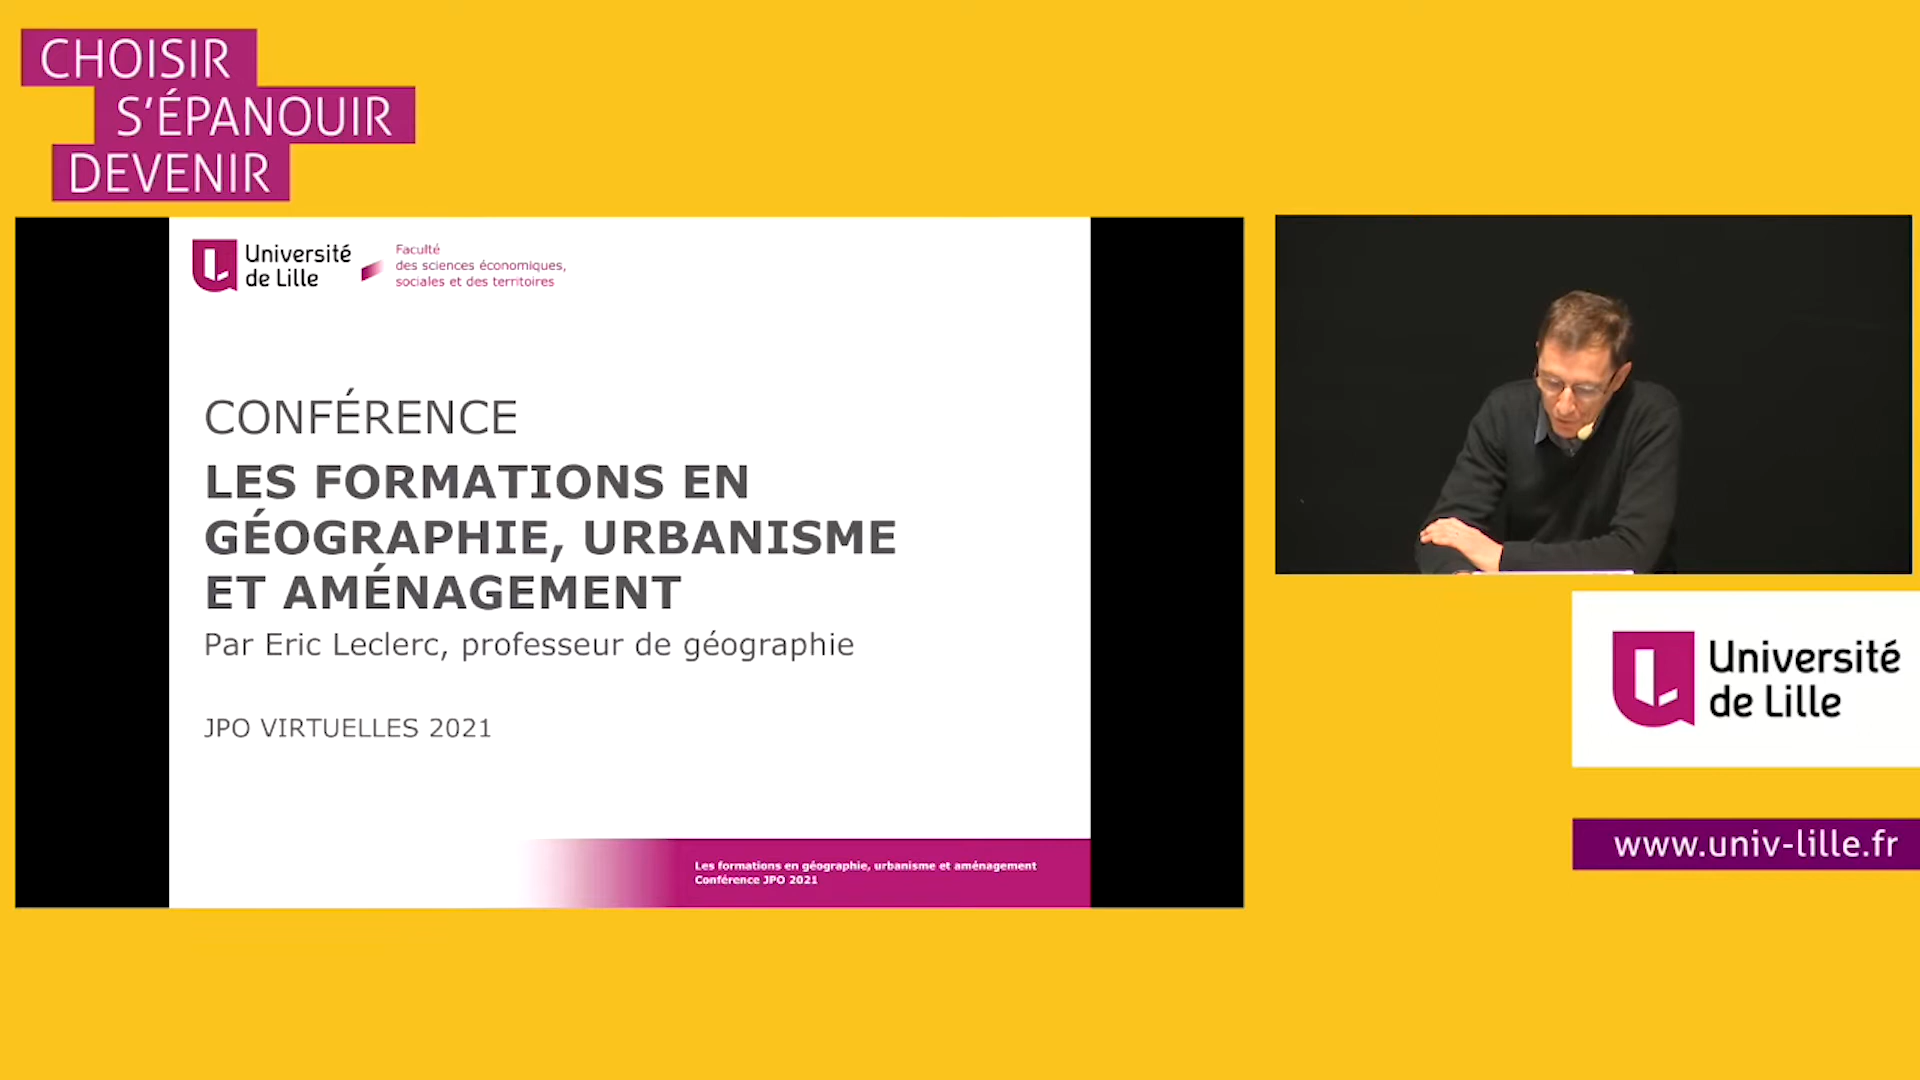 CHOISIR
S'ÉPANOUIR
DEVENIR
Université
de Lille
Faculté
des sciences économiques,
sociales et des territoires
CONFÉRENCE
LES FORMATIONS EN
GÉOGRAPHIE, URBANISME
ET AMÉNAGEMENT
Par Eric Leclerc, professeur de géographie
JPO VIRTUELLES 2021
Les formations en géographie, urbanisme et aménagement
Conférence JPO 2021
Université
de Lille
www.univ-lille.fr